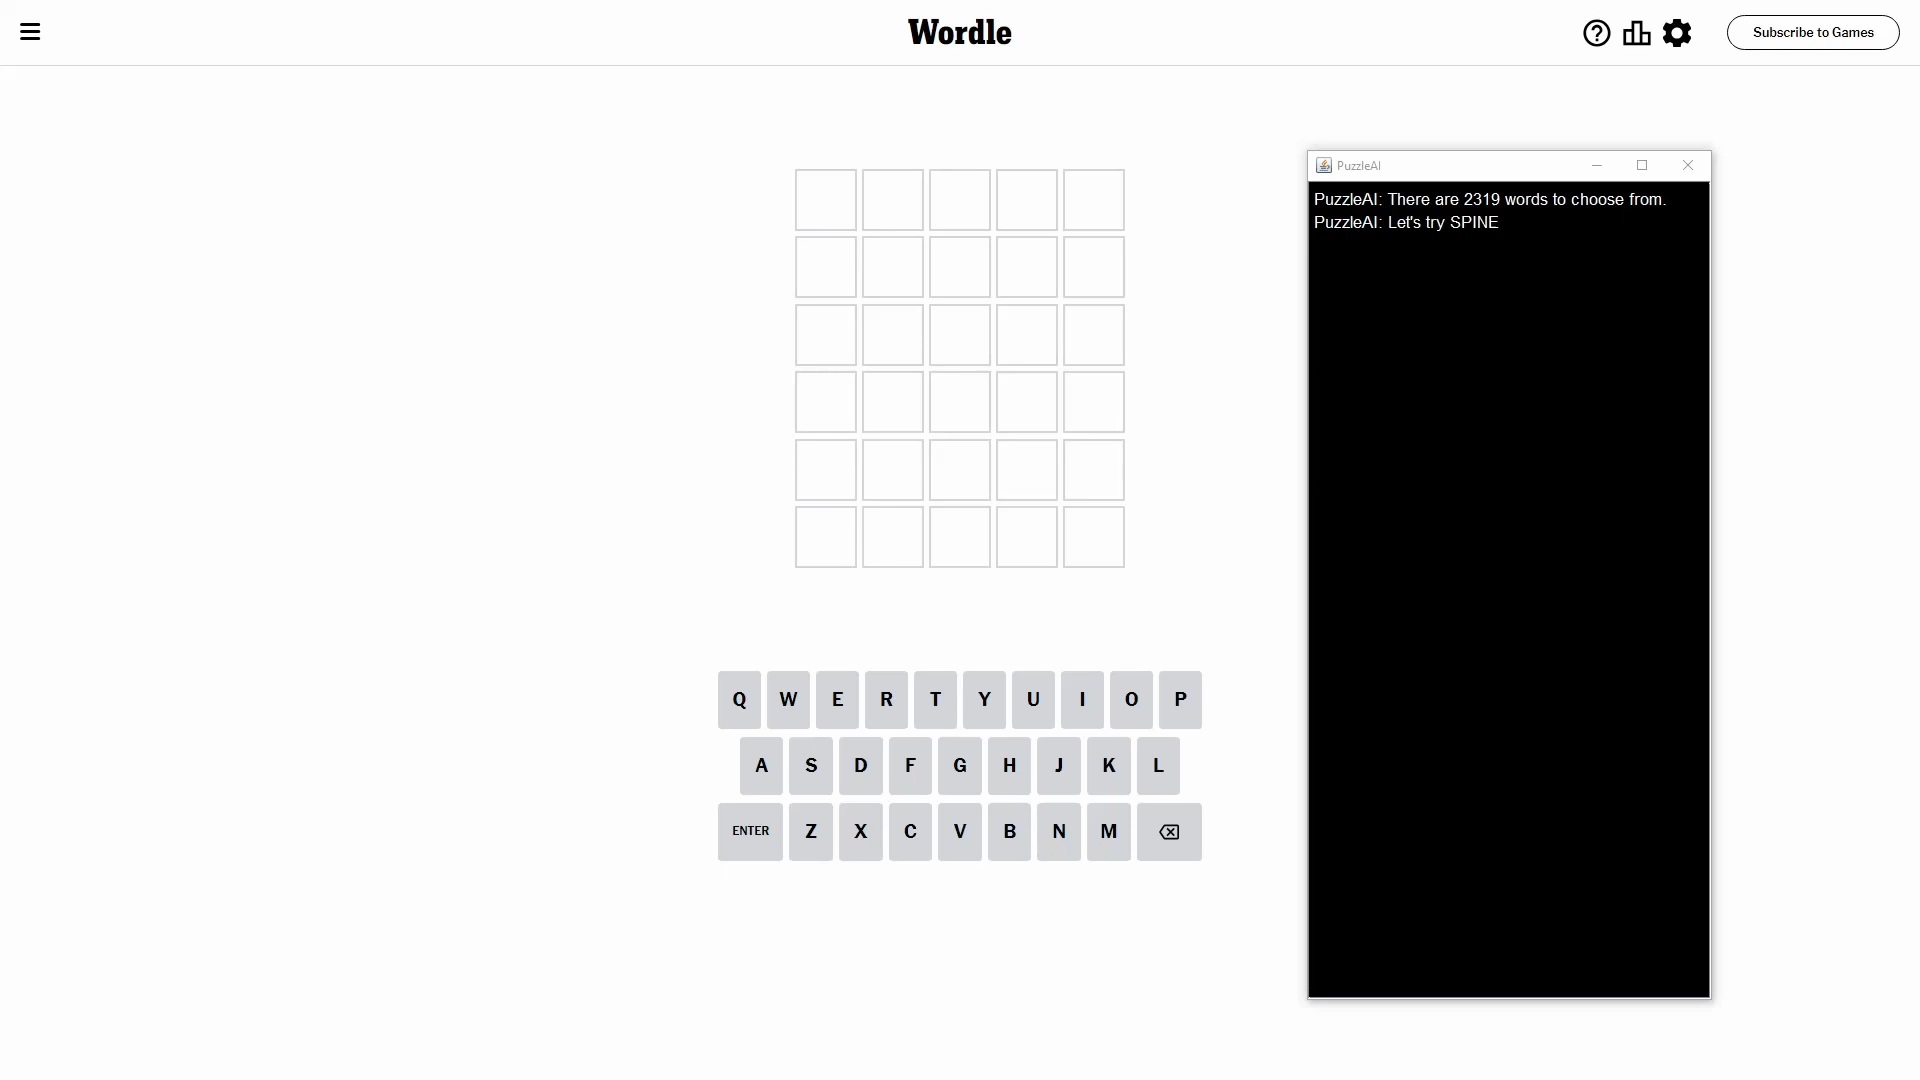 Wordle
Subscribe to Games
PuzzleAI
PuzzleAI: There are 2319 words to choose from.
PuzzleAI: Let's try SPINE
Q W E R T Y U I O P
A S D F G H J K L
ENTER Z X C V B N M